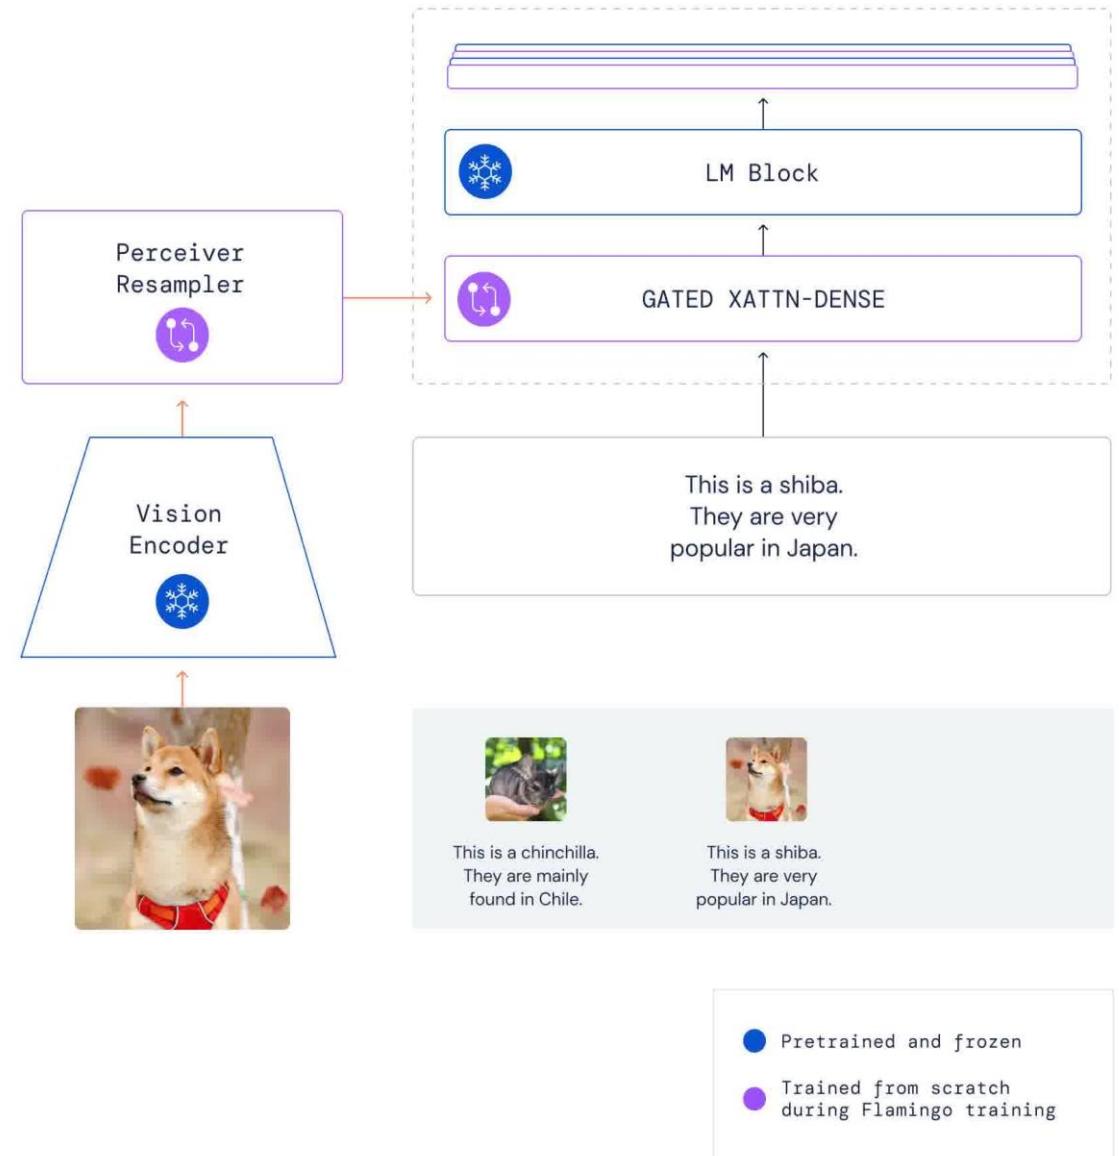 LM Block
Perceiver
Resampler
GATED XATTN-DENSE
Vision
Encoder
This is a shiba.
They are very
popular in Japan.
This is a chinchilla.
They are mainly
found in Chile.
This is a shiba.
They are very
popular in Japan.
Pretrained and frozen
Trained from scratch
during Flamingo training